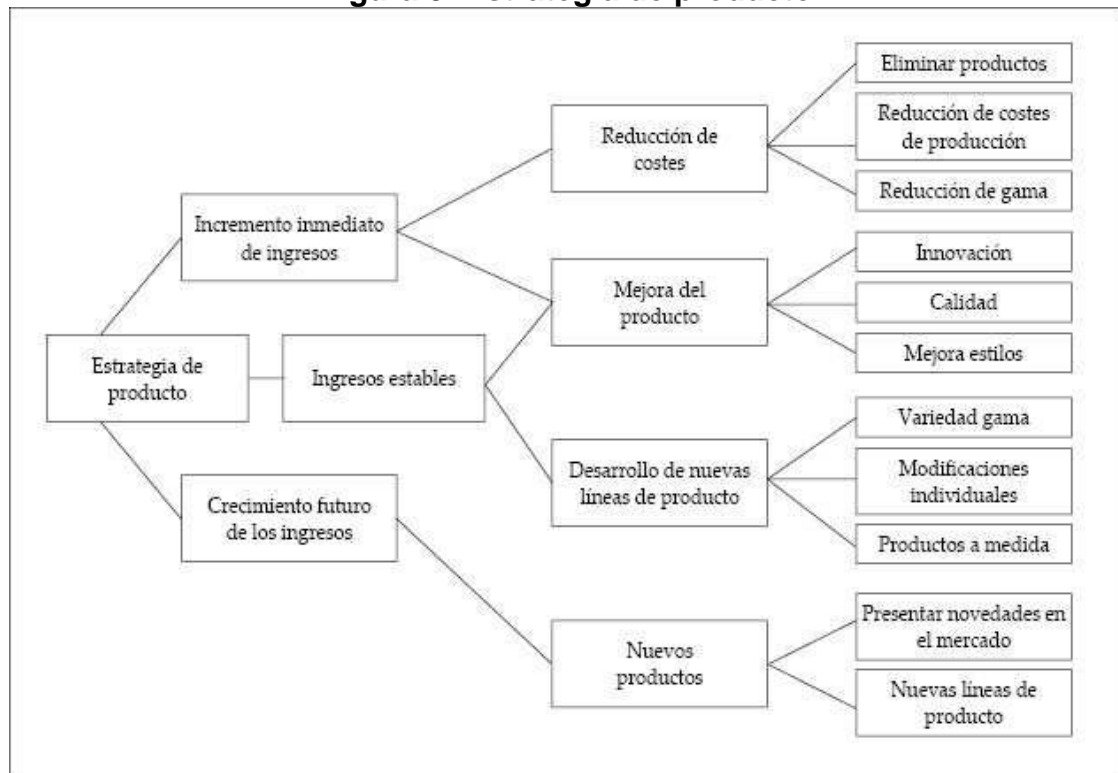 Estrategia de producto
Estrategia de
producto
Incremento inmediato
de ingresos
Ingresos estables
Crecimiento futuro
de los ingresos
Reducción de
costes
Mejora del
producto
Desarrollo de nuevas
líneas de producto
Nuevos
productos
Eliminar productos
Reducción de costes
de producción
Reducción de gama
Innovación
Calidad
Mejora estilos
Variedad gama
Modificaciones
individuales
Productos a medida
Presentar novedades en
el mercado
Nuevas líneas de
producto